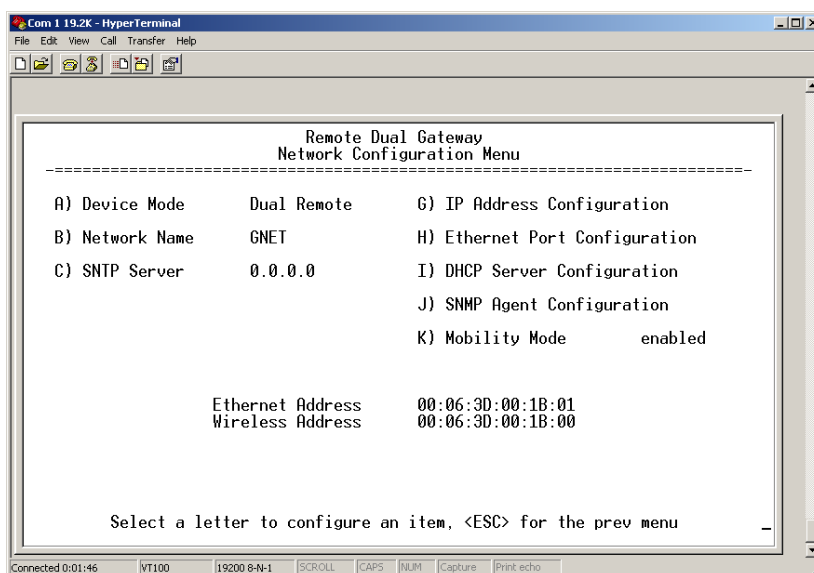 Com 1 19.2K - HyperTerminal
File Edit View Call Transfer Help
Remote Dual Gateway
Network Configuration Menu
-==========================================================================-
A) Device Mode Dual Remote G) IP Address Configuration
B) Network Name GNET H) Ethernet Port Configuration
C) SNTP Server 0.0.0.0 I) DHCP Server Configuration
J) SNMP Agent Configuration
K) Mobility Mode enabled
Ethernet Address 00:06:3D:00:1B:01
Wireless Address 00:06:3D:00:1B:00
Select a letter to configure an item, <ESC> for the prev menu _
Connected 0:01:46 VT100 19200 8-N-1 SCROLL CAPS NUM Capture Print echo